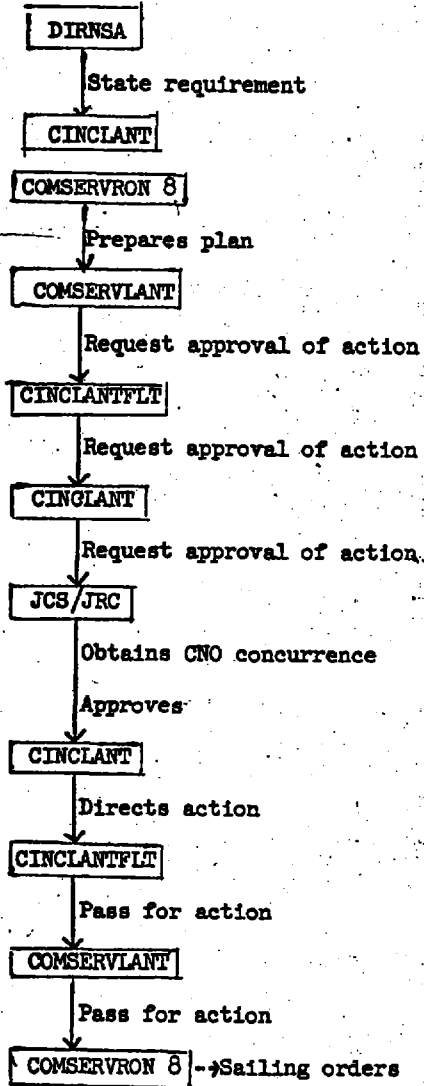 DIRNSA
State requirement
CINCLANT
COMSERVRON 8
Prepares plan
COMSERVLANT
Request approval of action
CINCLANTFLT
Request approval of action
CINCLANT
Request approval of action
JCS/JRC
Obtains CNO concurrence
Approves
CINCLANT
Directs action
CINCLANTFLT
Pass for action
COMSERVLANT
Pass for action
COMSERVRON 8 → Sailing orders